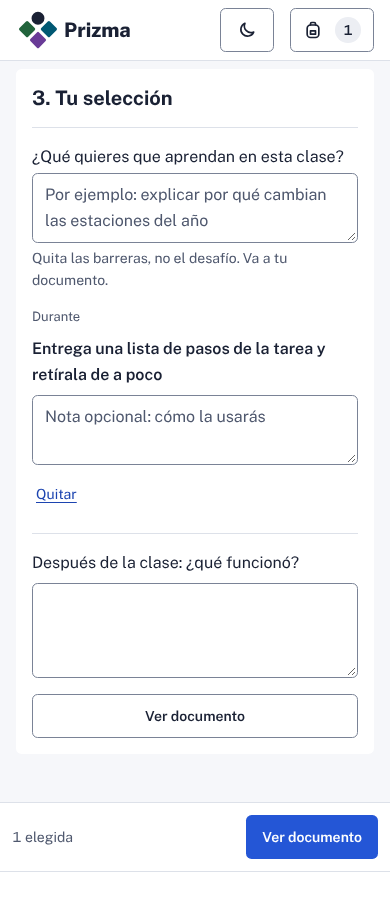 Prizma
1
3. Tu selección
¿Qué quieres que aprendan en esta clase?
Por ejemplo: explicar por qué cambian
las estaciones del año
Quita las barreras, no el desafío. Va a tu
documento.
Durante
Entrega una lista de pasos de la tarea y
retírala de a poco
Nota opcional: cómo la usarás
Quitar
Después de la clase: ¿qué funcionó?
Ver documento
1 elegida
Ver documento